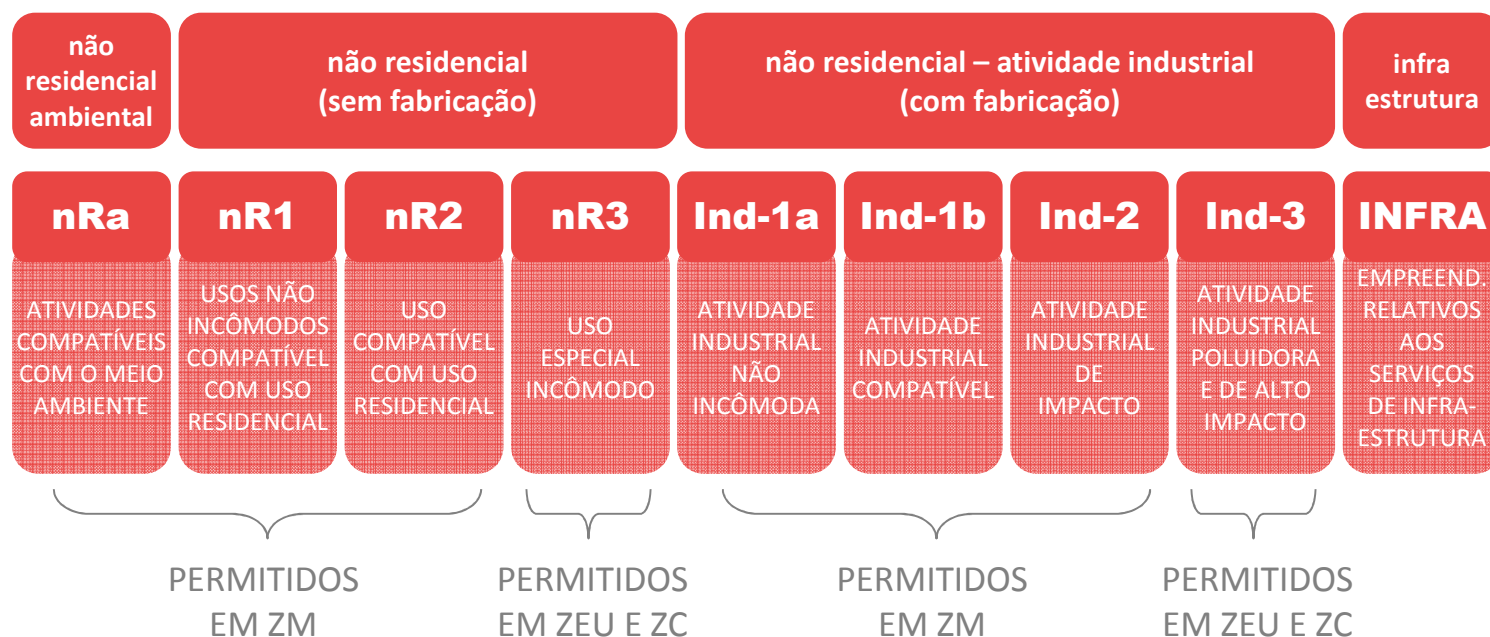 não
residencial
ambiental
não residencial
(sem fabricação)
não residencial – atividade industrial
(com fabricação)
infra
estrutura
nRa
nR1
nR2
nR3
Ind-1a
Ind-1b
Ind-2
Ind-3
INFRA
ATIVIDADES
COMPATÍVEIS
COM O MEIO
AMBIENTE
USOS NÃO
INCÔMODOS
COMPATÍVEL
COM USO
RESIDENCIAL
USO
COMPATÍVEL
COM USO
RESIDENCIAL
USO
ESPECIAL
INCÔMODO
ATIVIDADE
INDUSTRIAL
NÃO
INCÔMODA
ATIVIDADE
INDUSTRIAL
COMPATÍVEL
ATIVIDADE
INDUSTRIAL
DE
IMPACTO
ATIVIDADE
INDUSTRIAL
POLUIDORA
E DE ALTO
IMPACTO
EMPREEND.
RELATIVOS
AOS
SERVIÇOS
DE INFRA-
ESTRUTURA
PERMITIDOS
EM ZM
PERMITIDOS
EM ZEU E ZC
PERMITIDOS
EM ZM
PERMITIDOS
EM ZEU E ZC